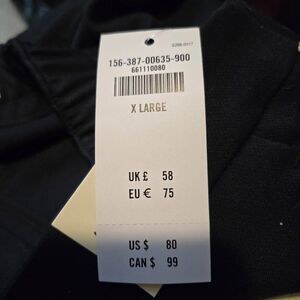 156-387-00635-900
661110080
X LARGE
UK £ 58
EU € 75
US $ 80
CAN $ 99